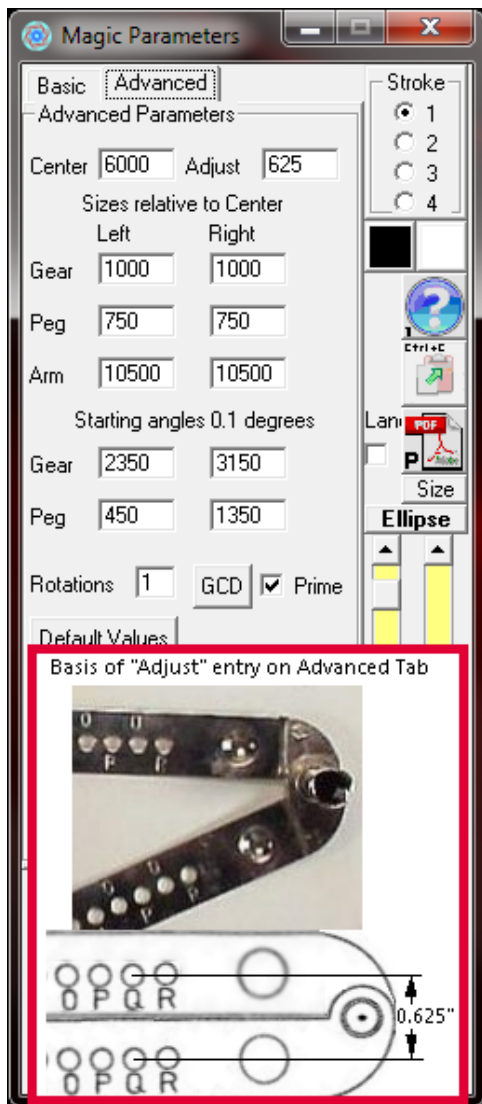 Magic Parameters
Basic Advanced
Advanced Parameters
Center 6000 Adjust 625
Sizes relative to Center
Left Right
Gear 1000 1000
Peg 750 750
Arm 10500 10500
Starting angles 0.1 degrees
Gear 2350 3150
Peg 450 1350
Rotations 1 GCD Prime
Default Values
Stroke
1
2
3
4
1
Ctrl+C
Lan
PDF
P Adobe
Size
Ellipse
Basis of "Adjust" entry on Advanced Tab
O Q
P R
O Q
P
O P Q R
0.625"
O P Q R